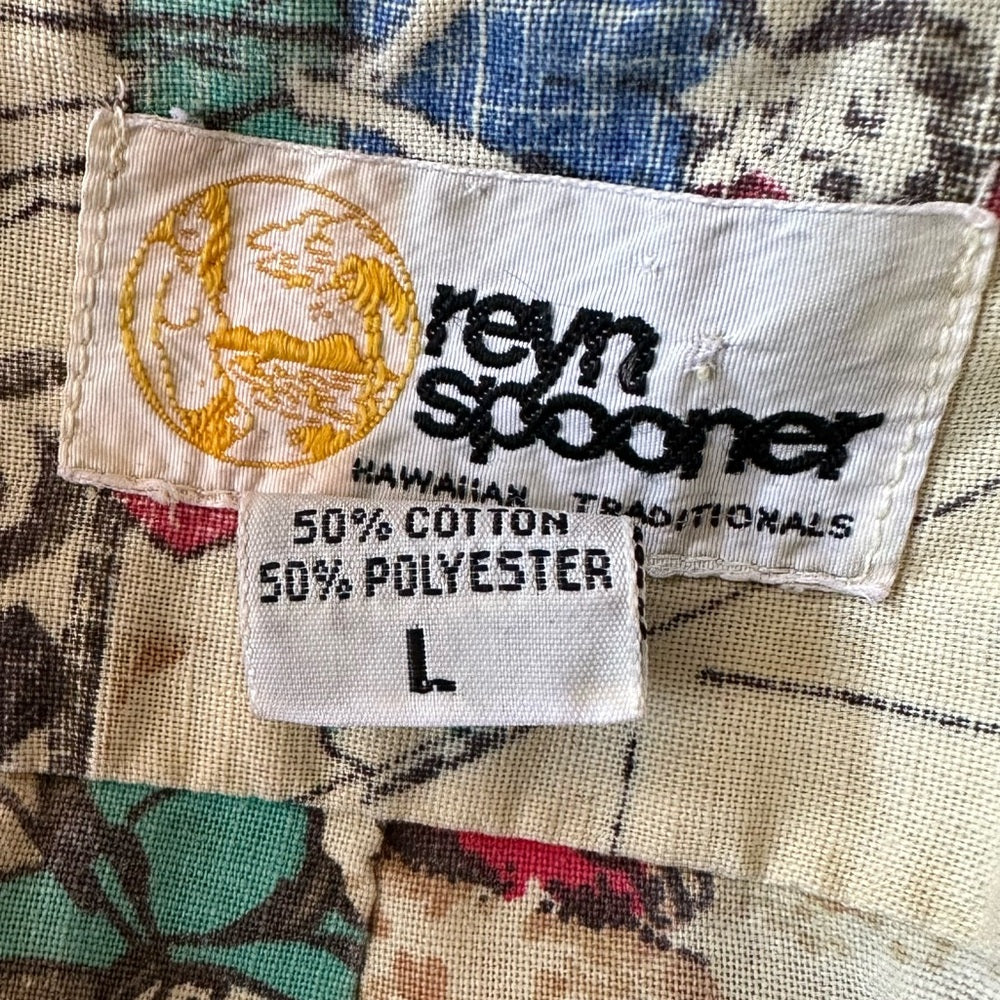 reyn
spooner
HAWAIIAN TRADITIONALS
50% COTTON
50% POLYESTER
L